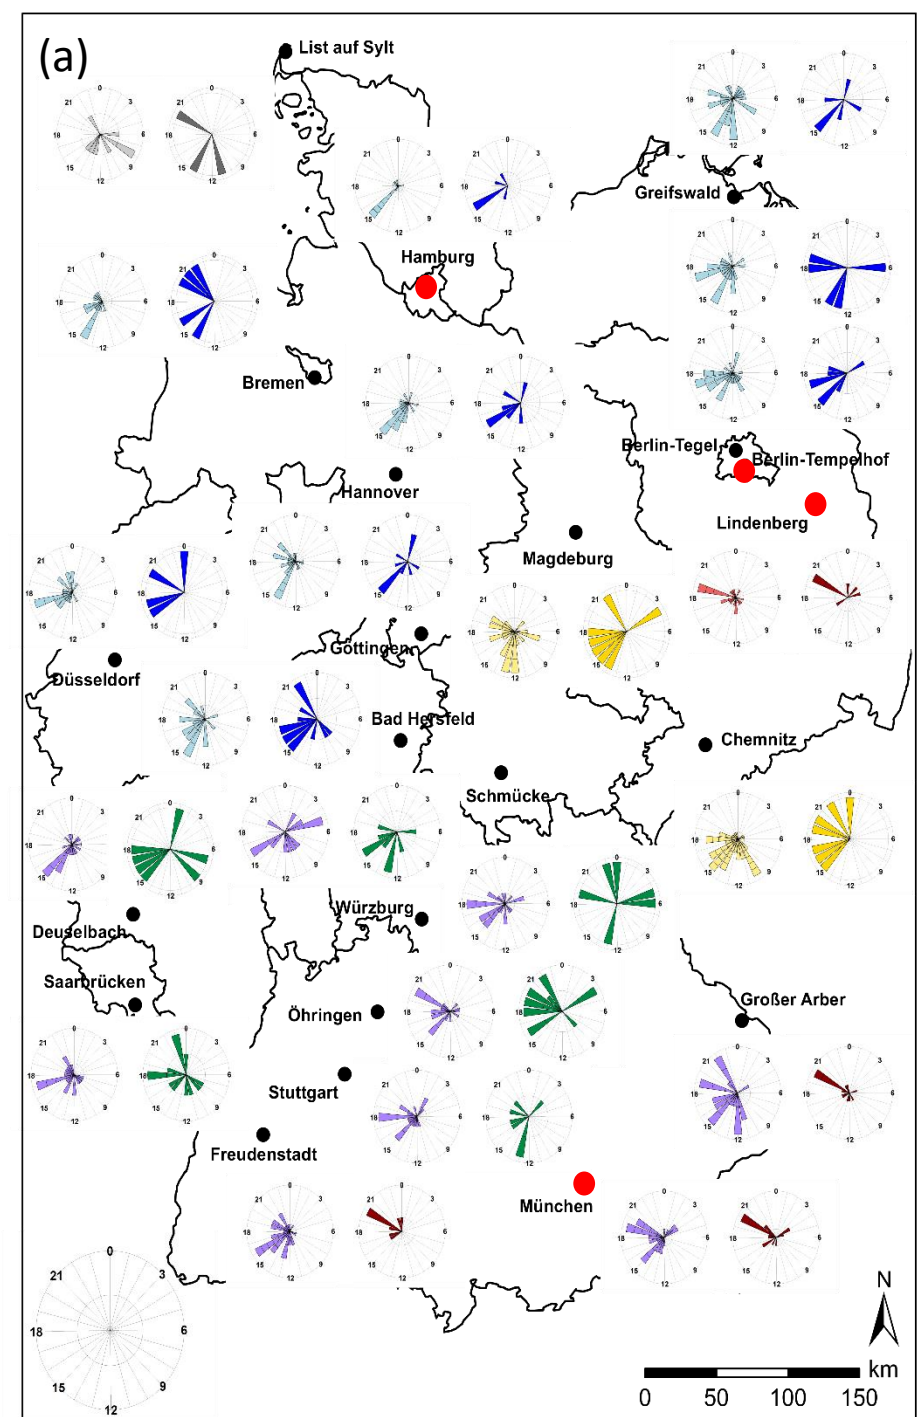 (a)
List auf Sylt
Greifswald
Hamburg
Bremen
Berlin-Tegel
Berlin-Tempelhof
Hannover
Lindenberg
Magdeburg
Göttingen
Düsseldorf
Bad Hersfeld
Chemnitz
Schmücke
Würzburg
Deuselbach
Saarbrücken
Öhringen
Großer Arber
Stuttgart
Freudenstadt
München
0
21
3
18
6
15
9
12
N
km
0 50 100 150